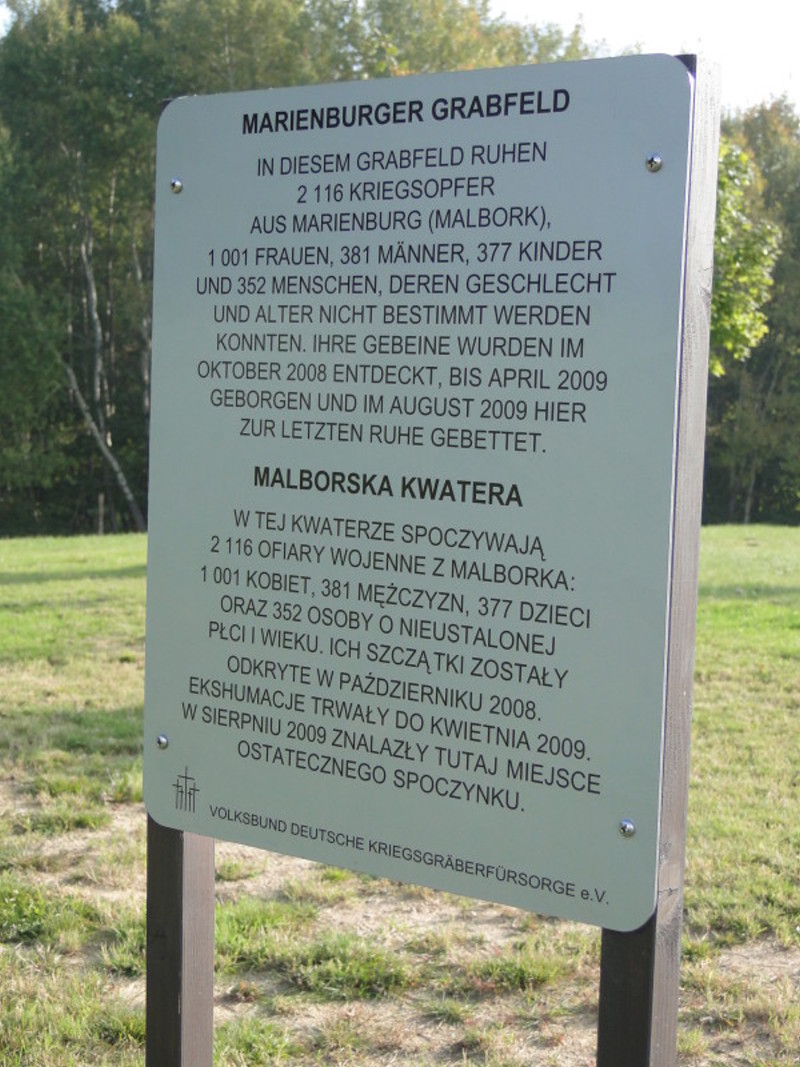 MARIENBURGER GRABFELD
IN DIESEM GRABFELD RUHEN
2 116 KRIEGSOPFER
AUS MARIENBURG (MALBORK),
1 001 FRAUEN, 381 MÄNNER, 377 KINDER
UND 352 MENSCHEN, DEREN GESCHLECHT
UND ALTER NICHT BESTIMMT WERDEN
KONNTEN. IHRE GEBEINE WURDEN IM
OKTOBER 2008 ENTDECKT, BIS APRIL 2009
GEBORGEN UND IM AUGUST 2009 HIER
ZUR LETZTEN RUHE GEBETTET.
MALBORSKA KWATERA
W TEJ KWATERZE SPOCZYWAJĄ
2 116 OFIARY WOJENNE Z MALBORKA:
1 001 KOBIET, 381 MĘŻCZYZN, 377 DZIECI
ORAZ 352 OSOBY O NIEUSTALONEJ
PŁCI I WIEKU. ICH SZCZĄTKI ZOSTAŁY
ODKRYTE W PAŹDZIERNIKU 2008.
EKSHUMACJE TRWAŁY DO KWIETNIA 2009.
W SIERPNIU 2009 ZNALAZŁY TUTAJ MIEJSCE
OSTATECZNEGO SPOCZYNKU.
VOLKSBUND DEUTSCHE KRIEGSGRÄBERFÜRSORGE e.V.